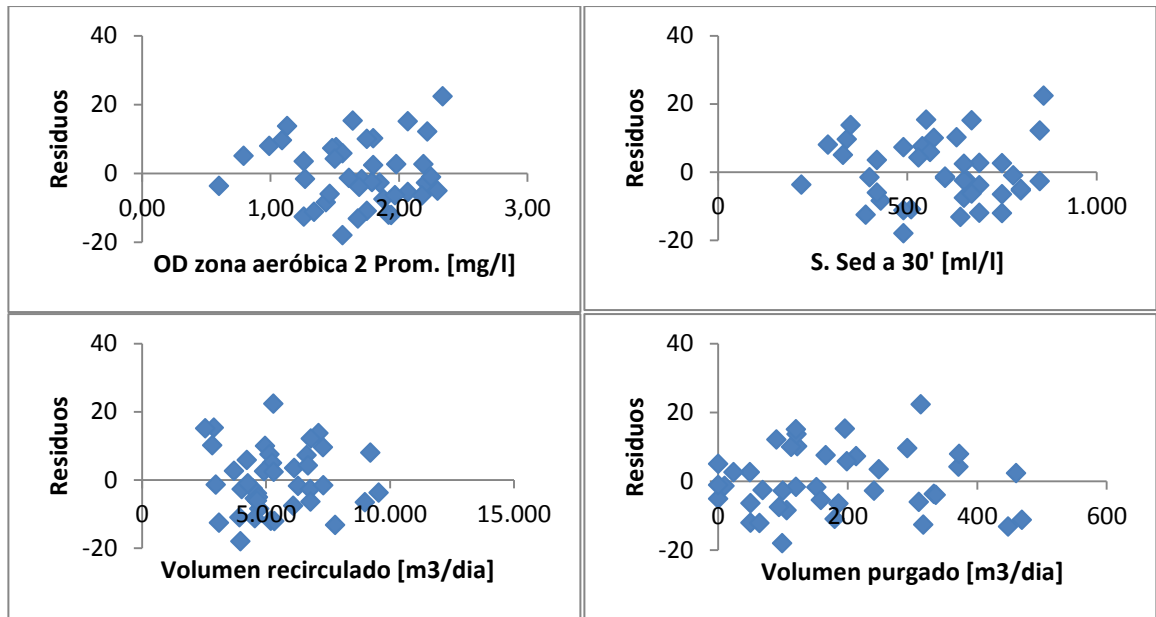 40
20
0
-20
Residuos
0,00 1,00 2,00 3,00
OD zona aeróbica 2 Prom. [mg/l]
40
20
0
-20
Residuos
0 500 1.000
S. Sed a 30' [ml/l]
40
20
0
-20
Residuos
0 5.000 10.000 15.000
Volumen recirculado [m3/dia]
40
20
0
-20
Residuos
0 200 400 600
Volumen purgado [m3/dia]